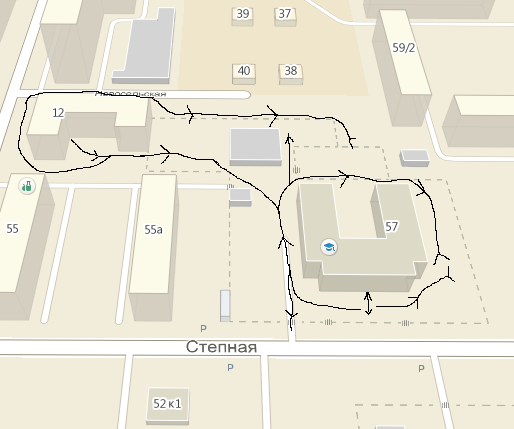 39
37
59/2
40
38
Новосельская
12
57
55
55а
Р
Степная
Р
Р
52 к1